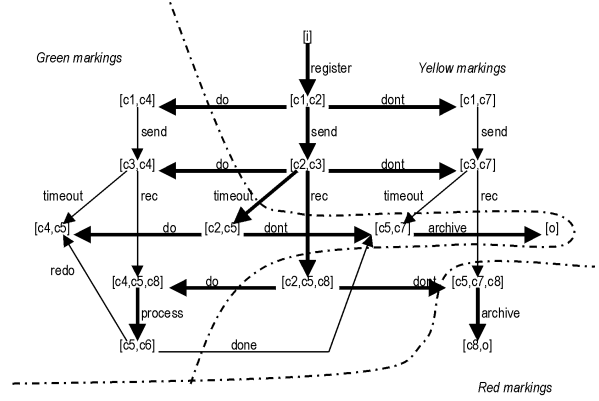 [i]
Green markings
register
Yellow markings
[c1,c4]
do
[c1,c2]
dont
[c1,c7]
send
send
send
[c3,c4]
do
[c2,c3]
dont
[c3,c7]
timeout
rec
timeout
rec
timeout
rec
[c4,c5]
do
[c2,c5]
dont
[c5,c7]
archive
[o]
redo
[c4,c5,c8]
do
[c2,c5,c8]
dont
[c5,c7,c8]
process
archive
[c5,c6]
done
[c8,o]
Red markings